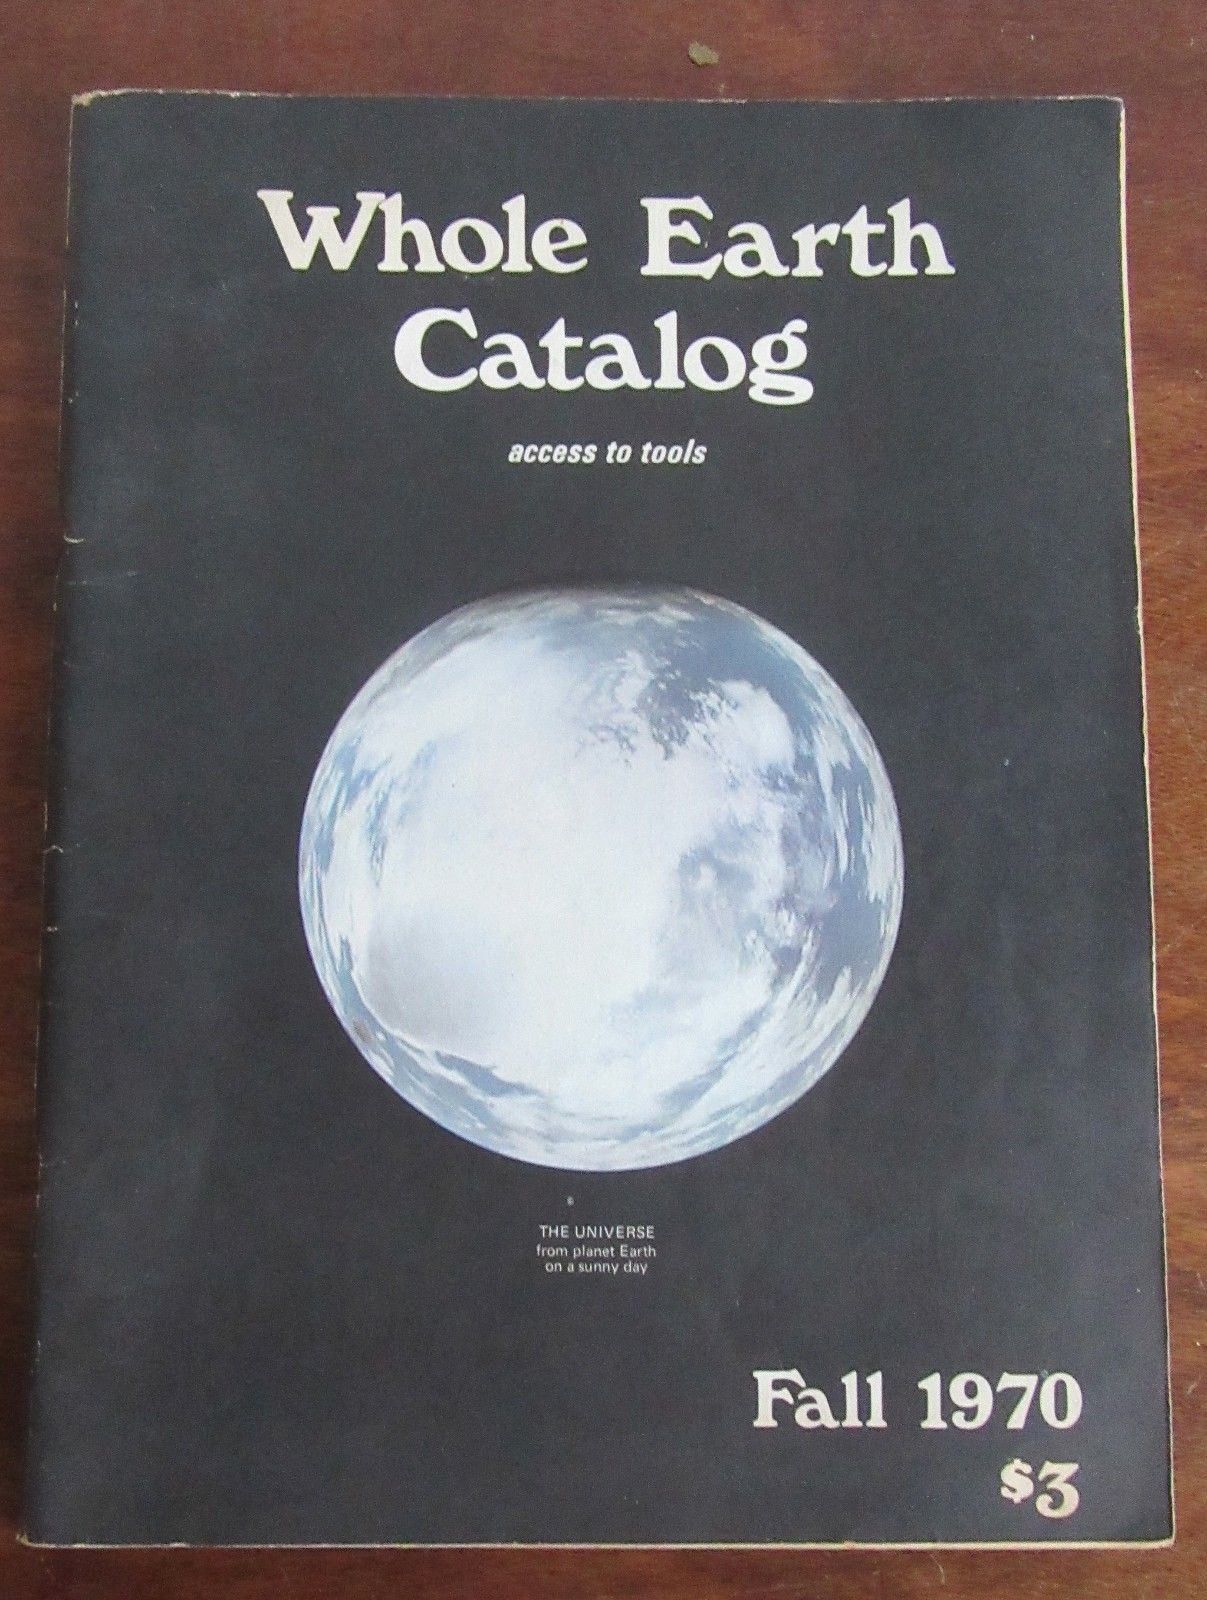 Whole Earth
Catalog
access to tools
THE UNIVERSE
from planet Earth
on a sunny day
Fall 1970
$3